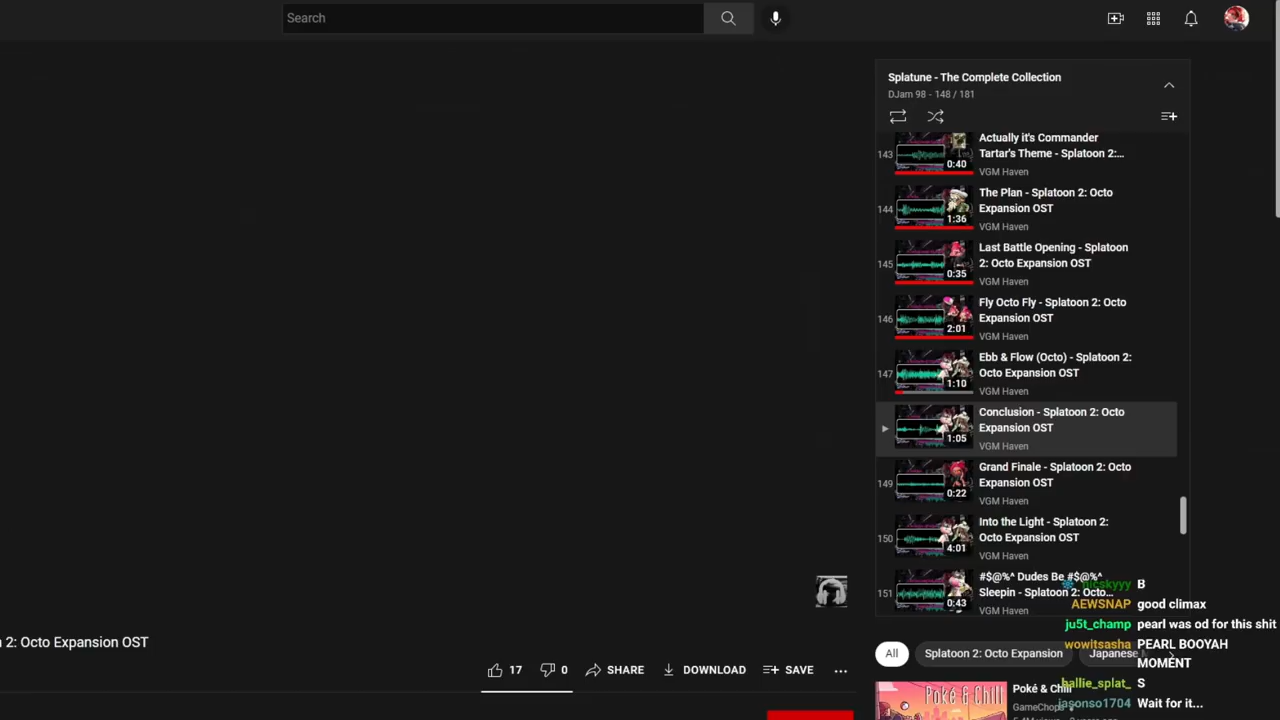 Search
Splatune - The Complete Collection
DJam 98 - 148 / 181
143
0:40
Actually it's Commander
Tartar's Theme - Splatoon 2:...
VGM Haven
144
1:36
The Plan - Splatoon 2: Octo
Expansion OST
VGM Haven
145
0:35
Last Battle Opening - Splatoon
2: Octo Expansion OST
VGM Haven
146
2:01
Fly Octo Fly - Splatoon 2: Octo
Expansion OST
VGM Haven
147
1:10
Ebb & Flow (Octo) - Splatoon 2:
Octo Expansion OST
VGM Haven
1:05
Conclusion - Splatoon 2: Octo
Expansion OST
VGM Haven
149
0:22
Grand Finale - Splatoon 2: Octo
Expansion OST
VGM Haven
150
4:01
Into the Light - Splatoon 2:
Octo Expansion OST
VGM Haven
151
0:43
#$@%^ Dudes Be #$@%^
Sleepin - Splatoon 2: Octo...
VGM Haven
nicskyyy B
AEWSNAP good climax
ju5t_champ pearl was od for this shit
wowitsasha PEARL BOOYAH
MOMENT
hallie_splat_ S
jasonso1704 Wait for it...
n 2: Octo Expansion OST
17
0
SHARE
DOWNLOAD
SAVE
All
Splatoon 2: Octo Expansion
Japanese
Poké & Chill
Poké & Chill
GameChops